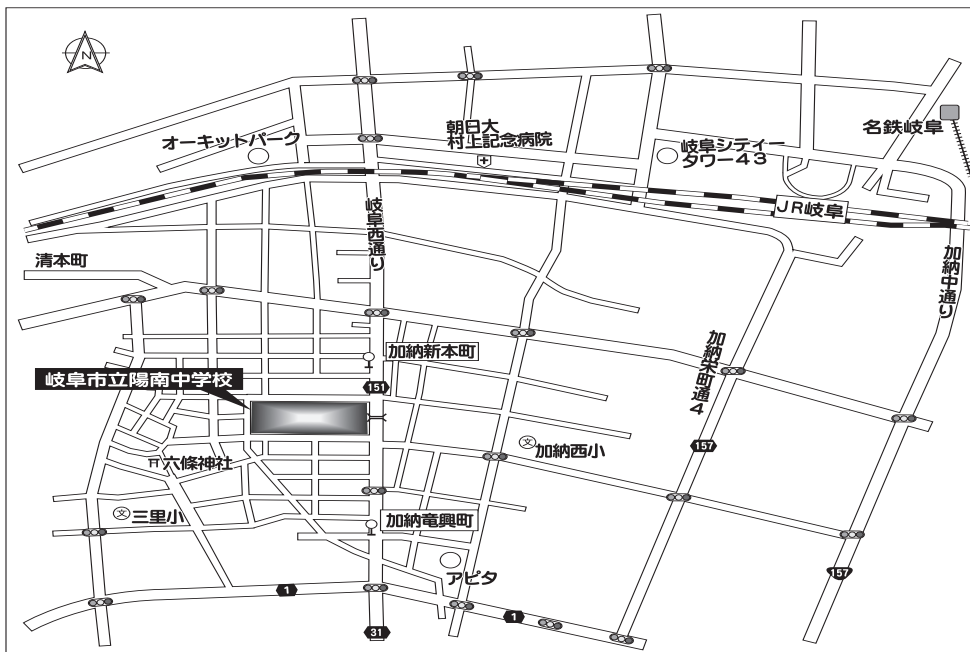 N
オーキットパーク
朝日大
村上記念病院
岐阜シティー
タワー43
名鉄岐阜
岐阜西通り
JR岐阜
清本町
加納中通り
加納新本町
加納栄町通4
岐阜市立陽南中学校
151
文
加納西小
157
六條神社
文
三里小
加納竜興町
アピタ
157
1
1
31